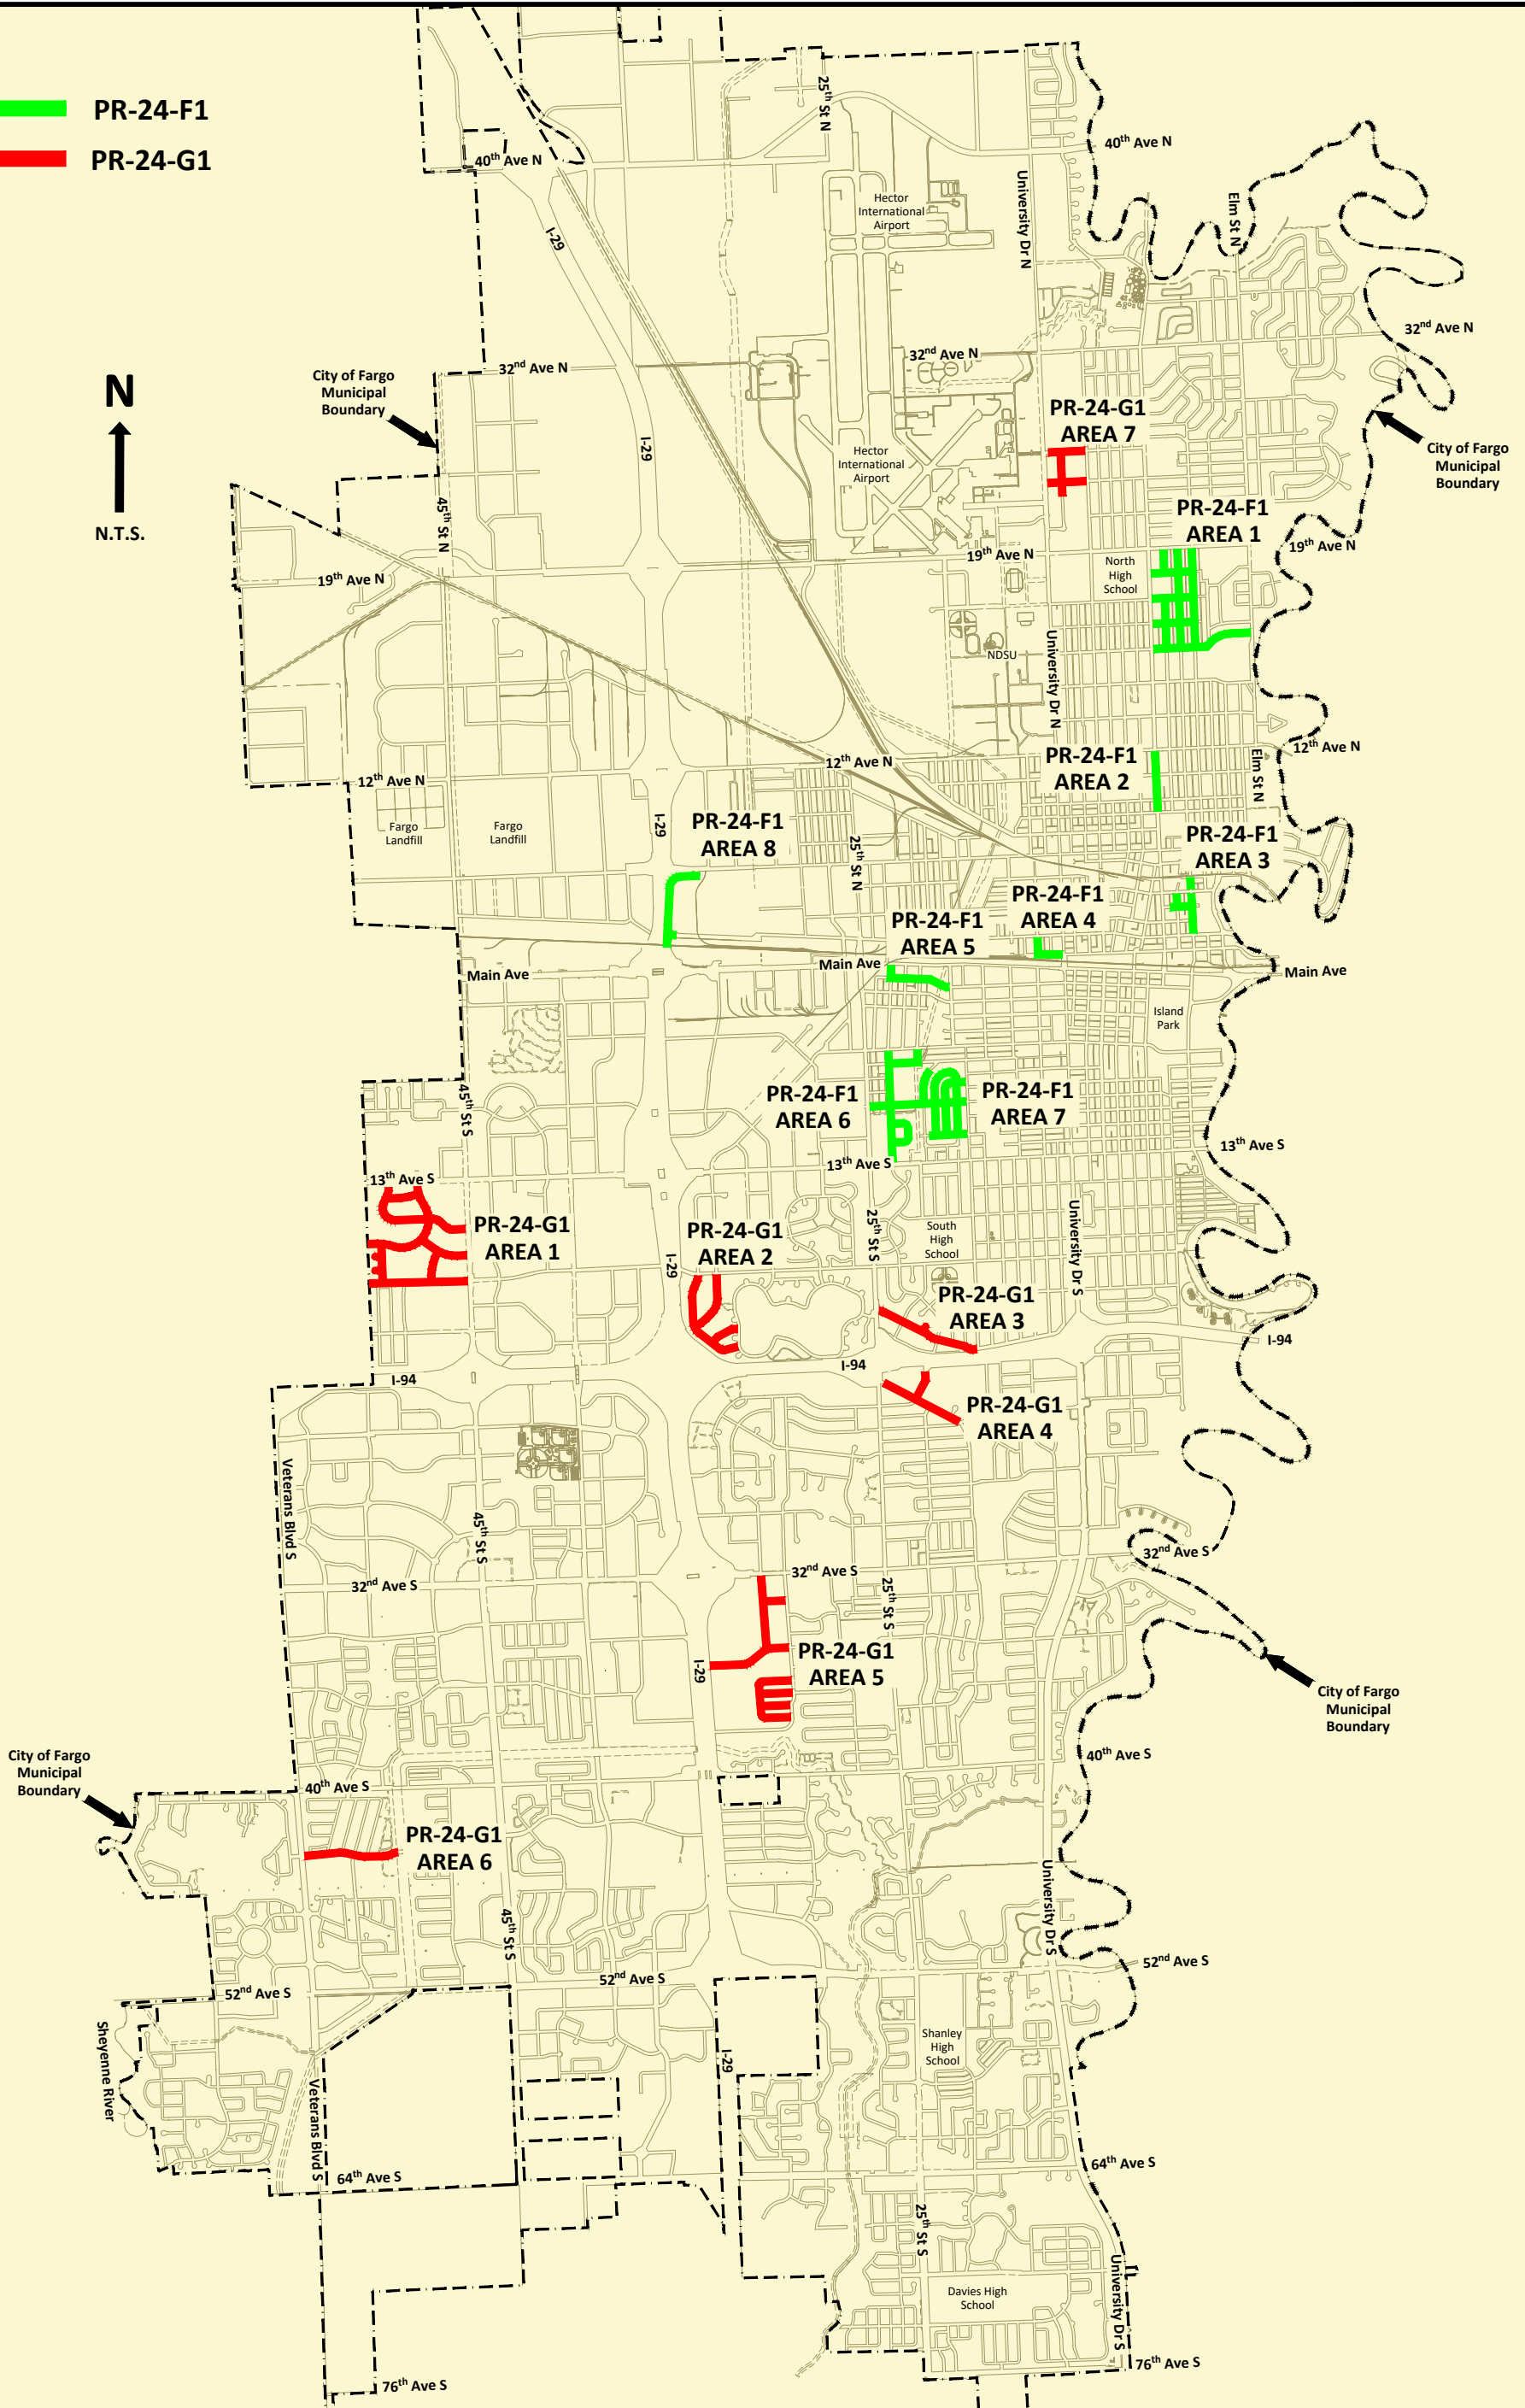 PR-24-F1
PR-24-G1
N
N.T.S.
25th St N
40th Ave N
40th Ave N
I-29
Hector
International
Airport
University Dr N
Elm St N
32nd Ave N
32nd Ave N
32nd Ave N
City of Fargo
Municipal
Boundary
PR-24-G1
AREA 7
City of Fargo
Municipal
Boundary
I-29
Hector
International
Airport
45th St N
PR-24-F1
AREA 1
19th Ave N
19th Ave N
19th Ave N
North
High
School
NDSU
University Dr N
12th Ave N
12th Ave N
12th Ave N
PR-24-F1
AREA 2
Elm St N
Fargo
Landfill
Fargo
Landfill
I-29
PR-24-F1
AREA 8
25th St N
PR-24-F1
AREA 3
PR-24-F1
AREA 4
PR-24-F1
AREA 5
Main Ave
Main Ave
Main Ave
Island
Park
45th St S
PR-24-F1
AREA 6
PR-24-F1
AREA 7
13th Ave S
13th Ave S
13th Ave S
PR-24-G1
AREA 1
PR-24-G1
AREA 2
I-29
25th St S
South
High
School
University Dr S
PR-24-G1
AREA 3
I-94
I-94
I-94
PR-24-G1
AREA 4
Veterans Blvd S
45th St S
32nd Ave S
32nd Ave S
32nd Ave S
25th St S
I-29
PR-24-G1
AREA 5
City of Fargo
Municipal
Boundary
City of Fargo
Municipal
Boundary
40th Ave S
40th Ave S
PR-24-G1
AREA 6
University Dr S
45th St S
52nd Ave S
52nd Ave S
52nd Ave S
Sheyenne River
Shanley
High
School
I-29
Veterans Blvd S
64th Ave S
64th Ave S
25th St S
Davies High
School
University Dr S
76th Ave S
76th Ave S